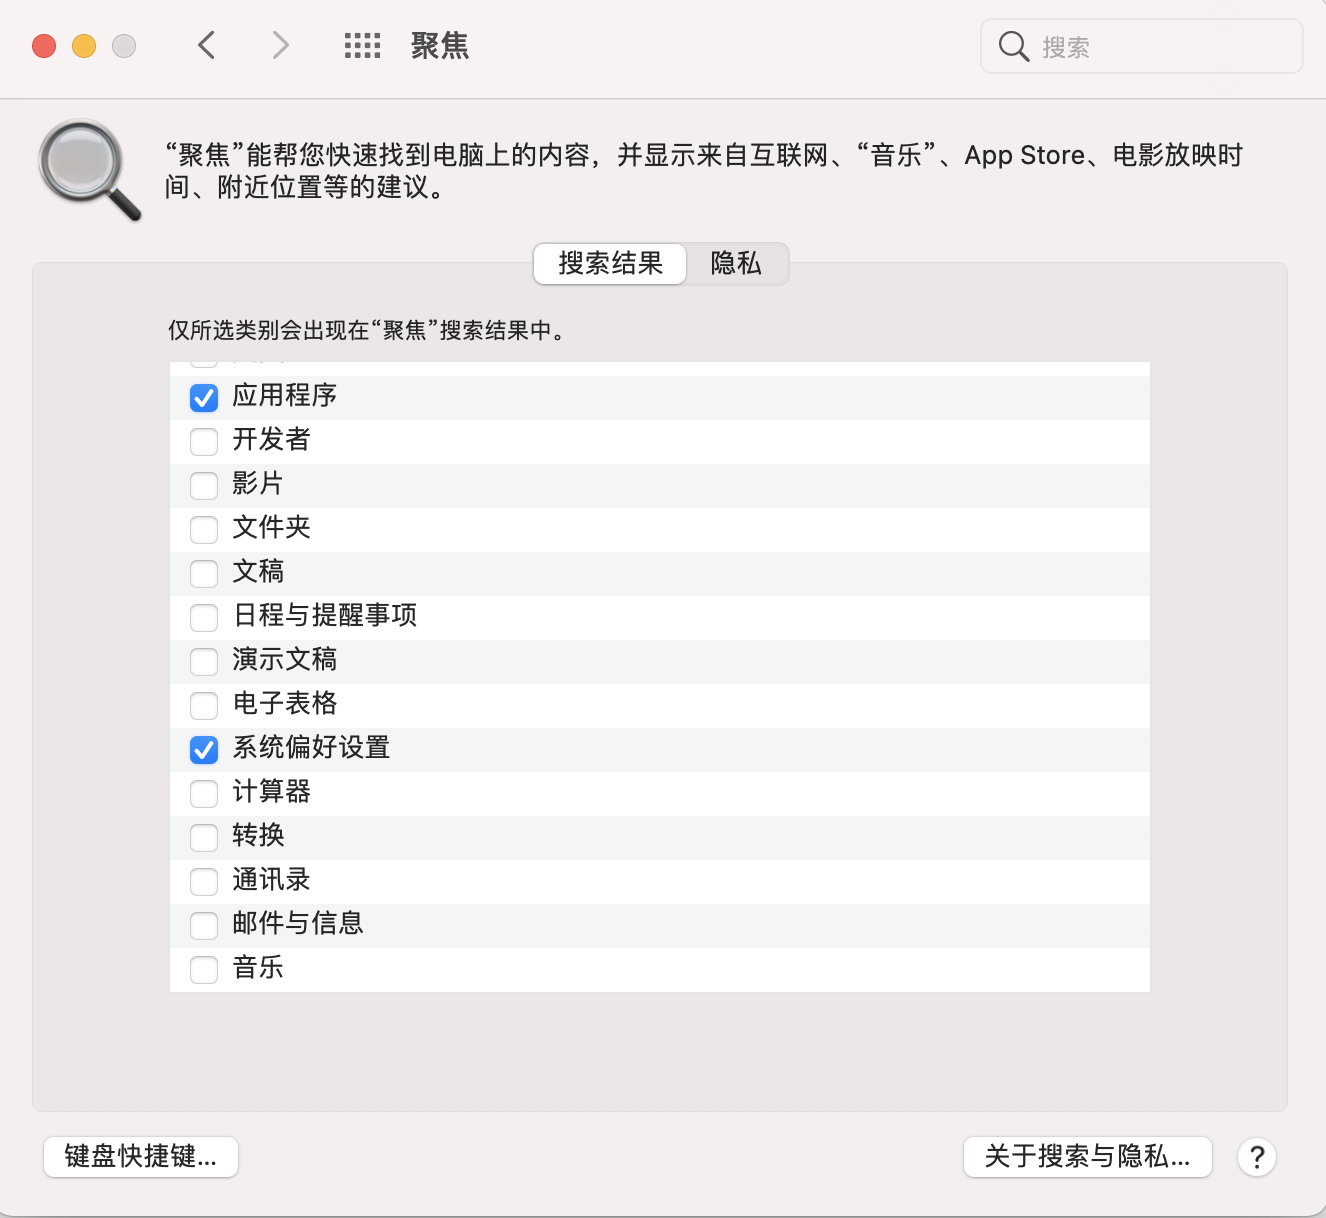 聚焦
搜索
“聚焦”能帮您快速找到电脑上的内容，并显示来自互联网、“音乐”、App Store、电影放映时
间、附近位置等的建议。
搜索结果
隐私
仅所选类别会出现在“聚焦”搜索结果中。
应用程序
开发者
影片
文件夹
文稿
日程与提醒事项
演示文稿
电子表格
系统偏好设置
计算器
转换
通讯录
邮件与信息
音乐
键盘快捷键...
关于搜索与隐私...
?